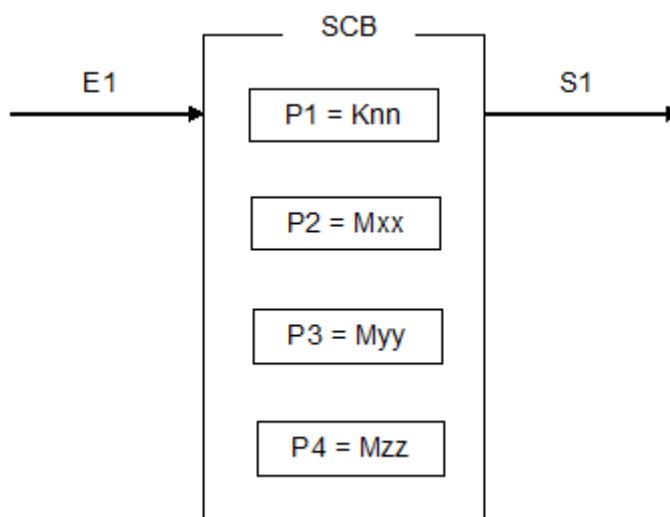 SCB
E1
S1
P1 = Knn
P2 = Mxx
P3 = Myy
P4 = Mzz